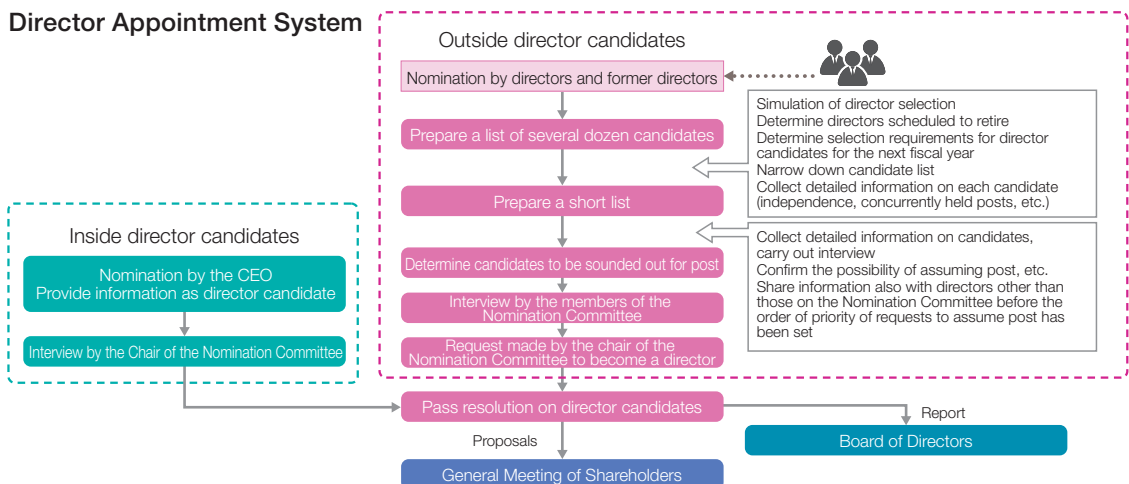 Director Appointment System
Outside director candidates
Nomination by directors and former directors
Prepare a list of several dozen candidates
Prepare a short list
Determine candidates to be sounded out for post
Interview by the members of the
Nomination Committee
Request made by the chair of the
Nomination Committee to become a director
Simulation of director selection
Determine directors scheduled to retire
Determine selection requirements for director
candidates for the next fiscal year
Narrow down candidate list
Collect detailed information on each candidate
(independence, concurrently held posts, etc.)
Collect detailed information on candidates,
carry out interview
Confirm the possibility of assuming post, etc.
Share information also with directors other than
those on the Nomination Committee before the
order of priority of requests to assume post has
been set
Inside director candidates
Nomination by the CEO
Provide information as director candidate
Interview by the Chair of the Nomination Committee
Pass resolution on director candidates
Report
Board of Directors
Proposals
General Meeting of Shareholders